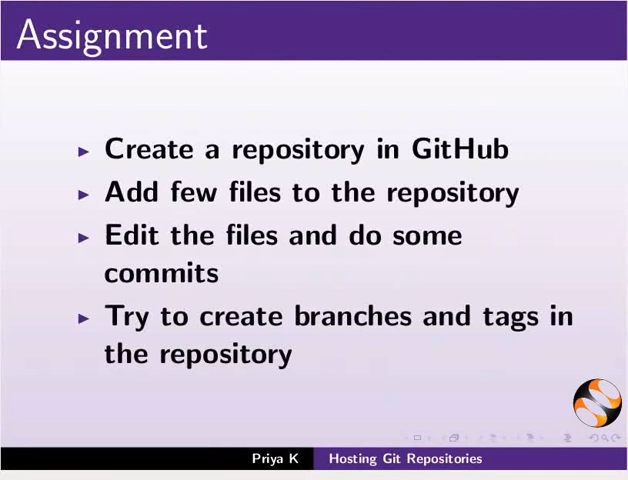 Assignment
Create a repository in GitHub
Add few files to the repository
Edit the files and do some
commits
Try to create branches and tags in
the repository
Priya K
Hosting Git Repositories